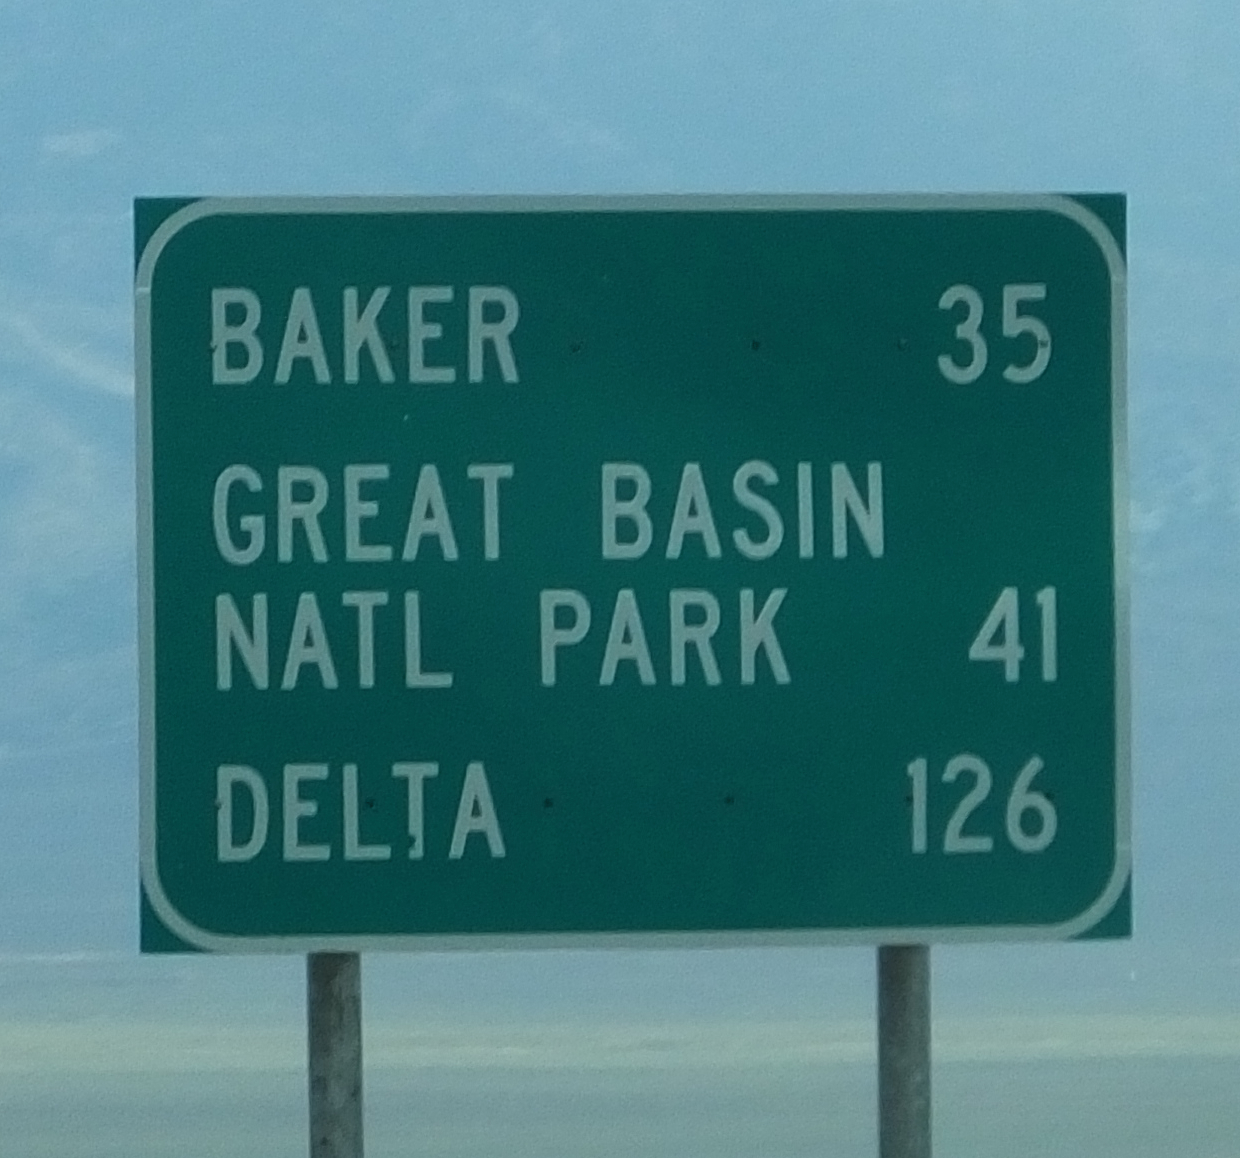 BAKER 35
GREAT BASIN
NATL PARK 41
DELTA 126